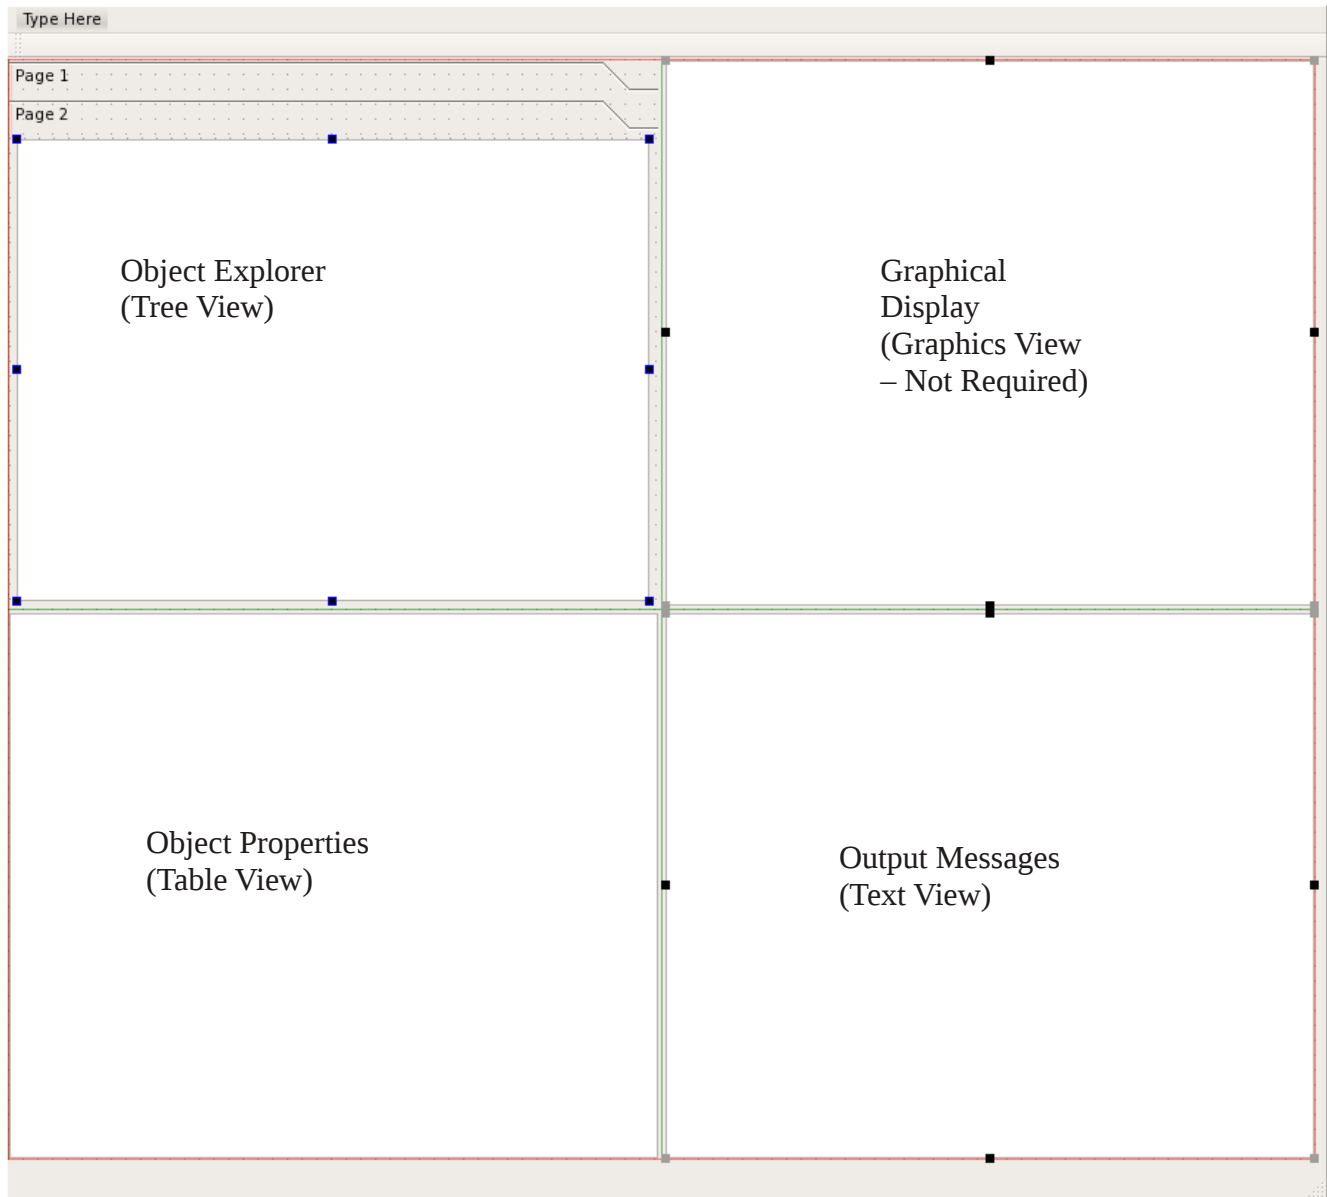 Type Here
Page 1
Page 2
Object Explorer
(Tree View)
Graphical
Display
(Graphics View
– Not Required)
Object Properties
(Table View)
Output Messages
(Text View)